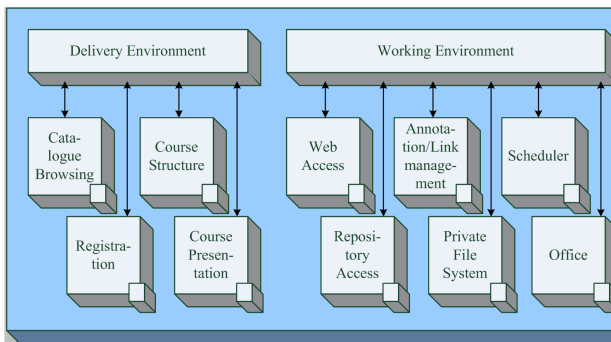 Delivery Environment
Working Environment
Cata-
logue
Browsing
Course
Structure
Web
Access
Annota-
tion/Link
manage-
ment
Scheduler
Registra-
tion
Course
Presen-
tation
Reposi-
tory
Access
Private
File
System
Office